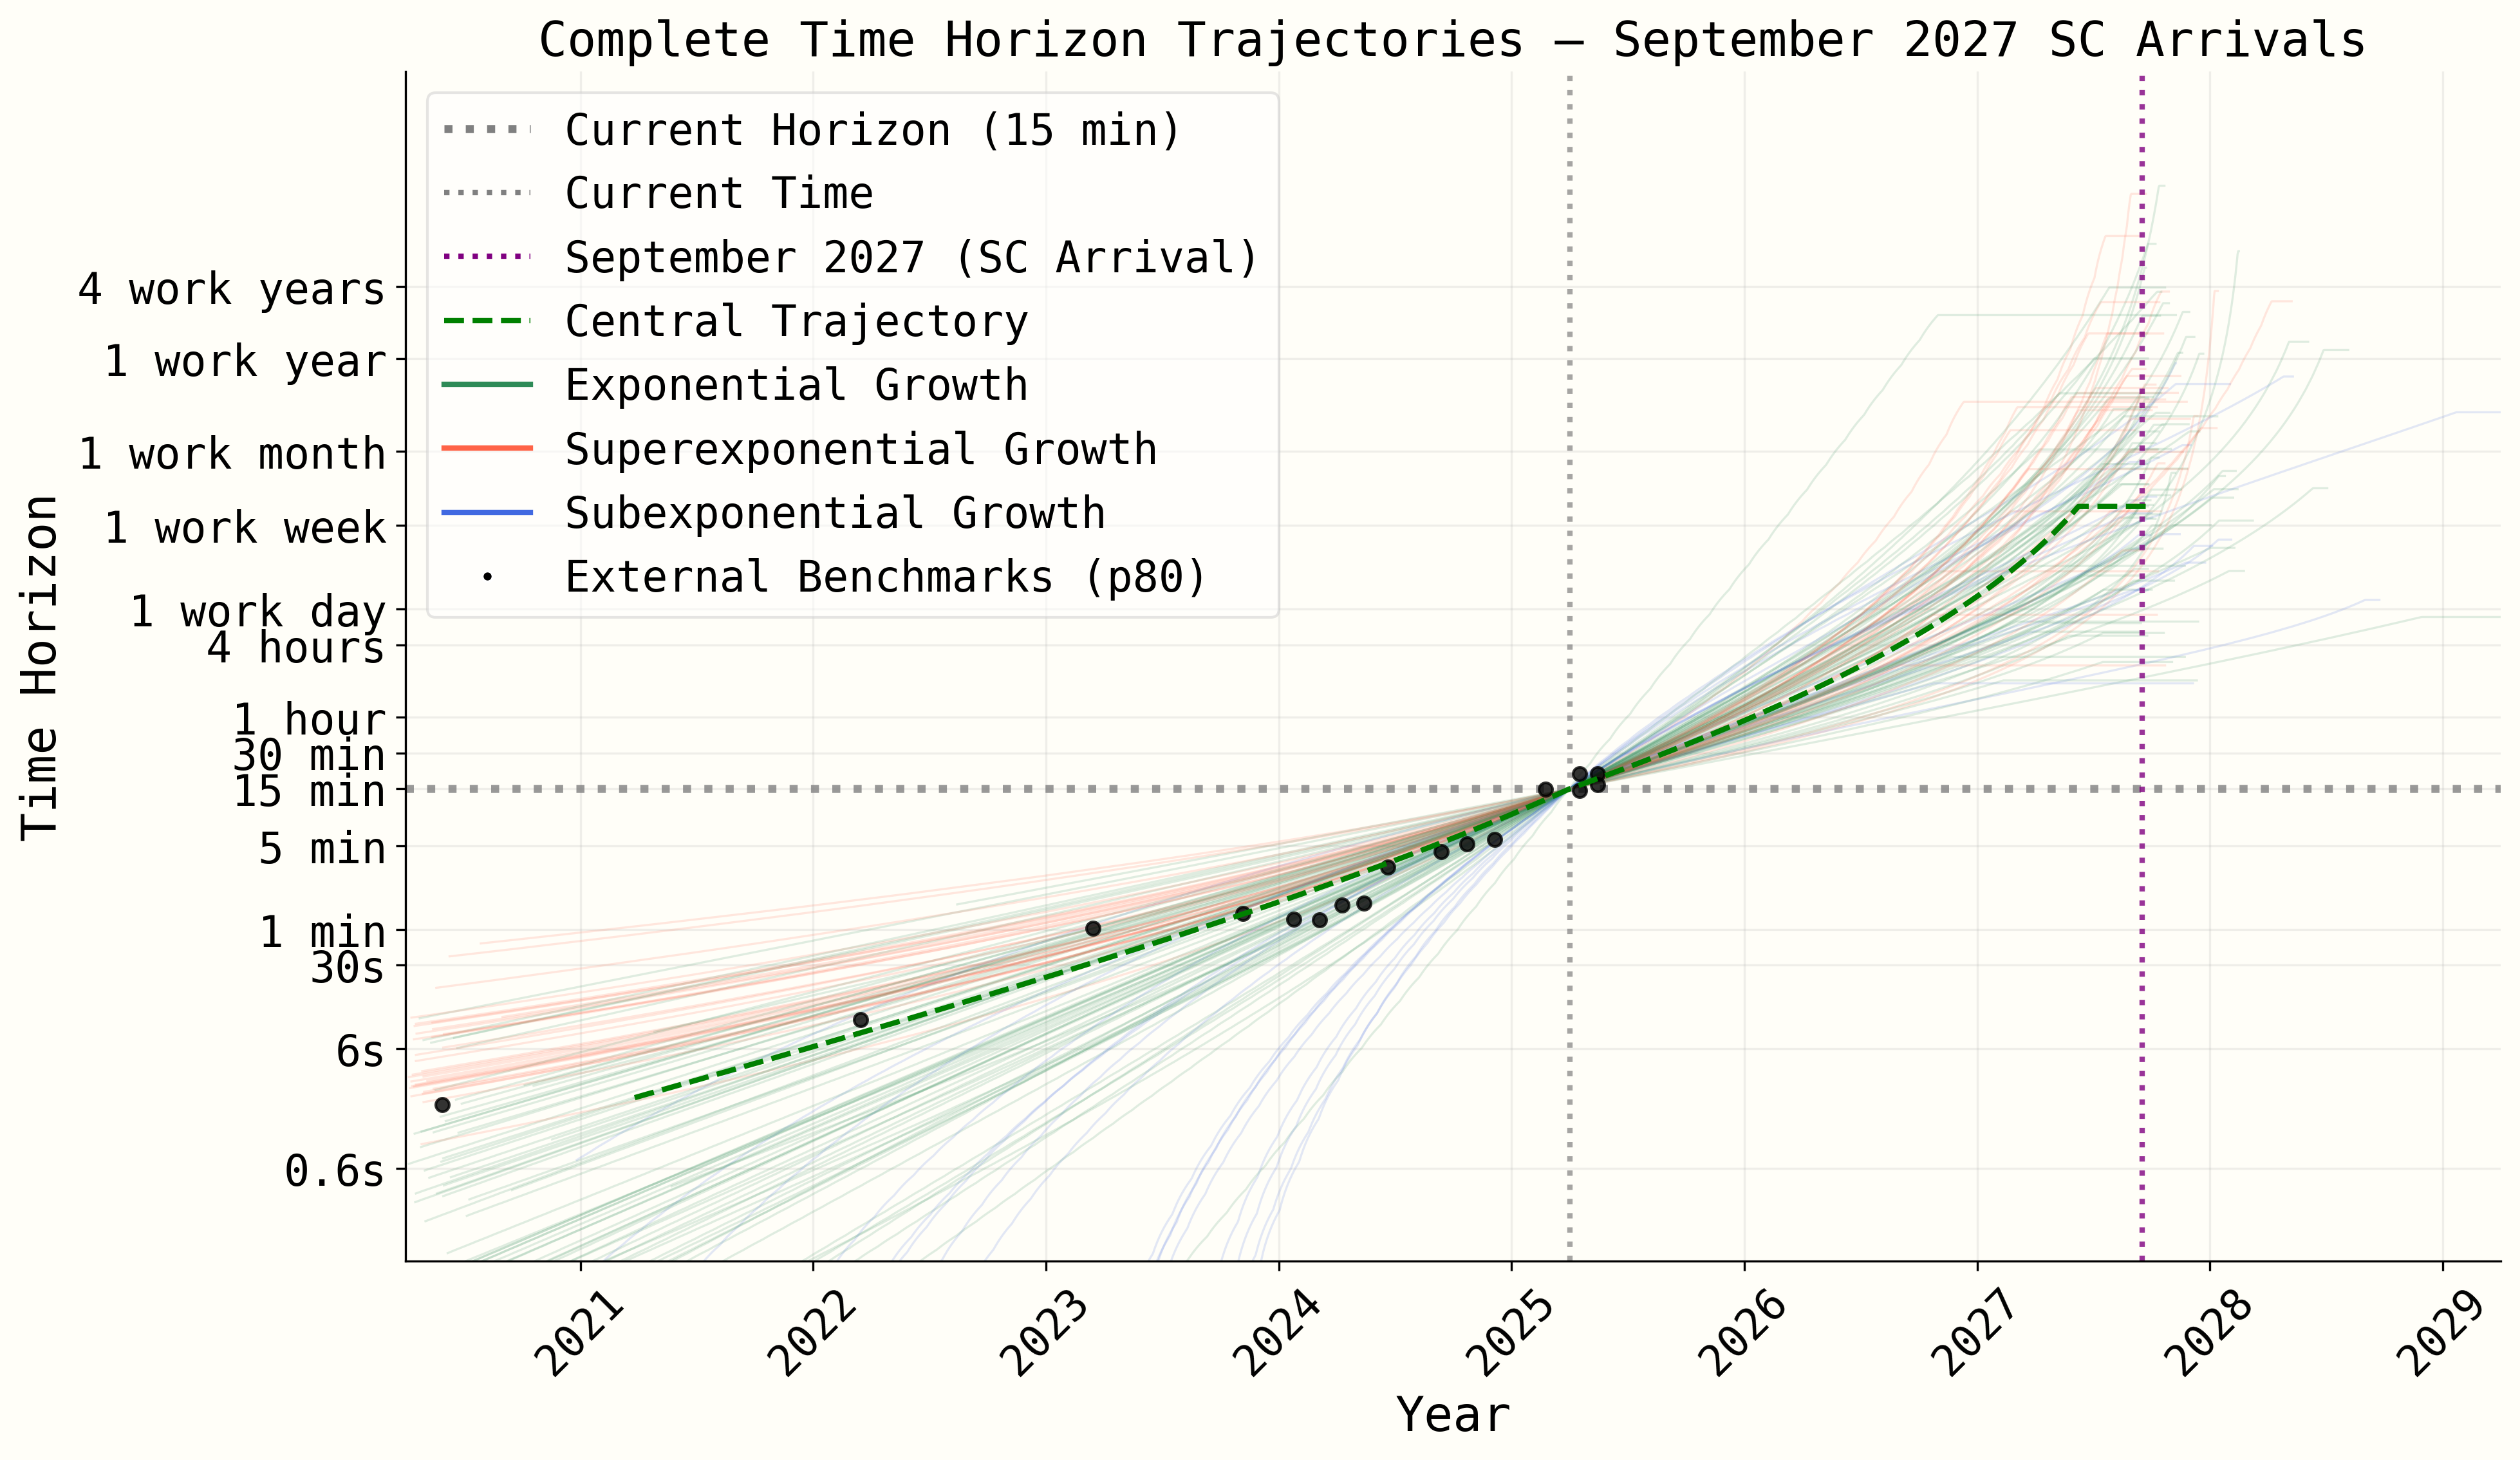 Complete Time Horizon Trajectories — September 2027 SC Arrivals
Current Horizon (15 min)
Current Time
September 2027 (SC Arrival)
Central Trajectory
Exponential Growth
Superexponential Growth
Subexponential Growth
External Benchmarks (p80)
Time Horizon
4 work years
1 work year
1 work month
1 work week
1 work day
4 hours
1 hour
30 min
15 min
5 min
1 min
30s
6s
0.6s
2021
2022
2023
2024
2025
2026
2027
2028
2029
Year